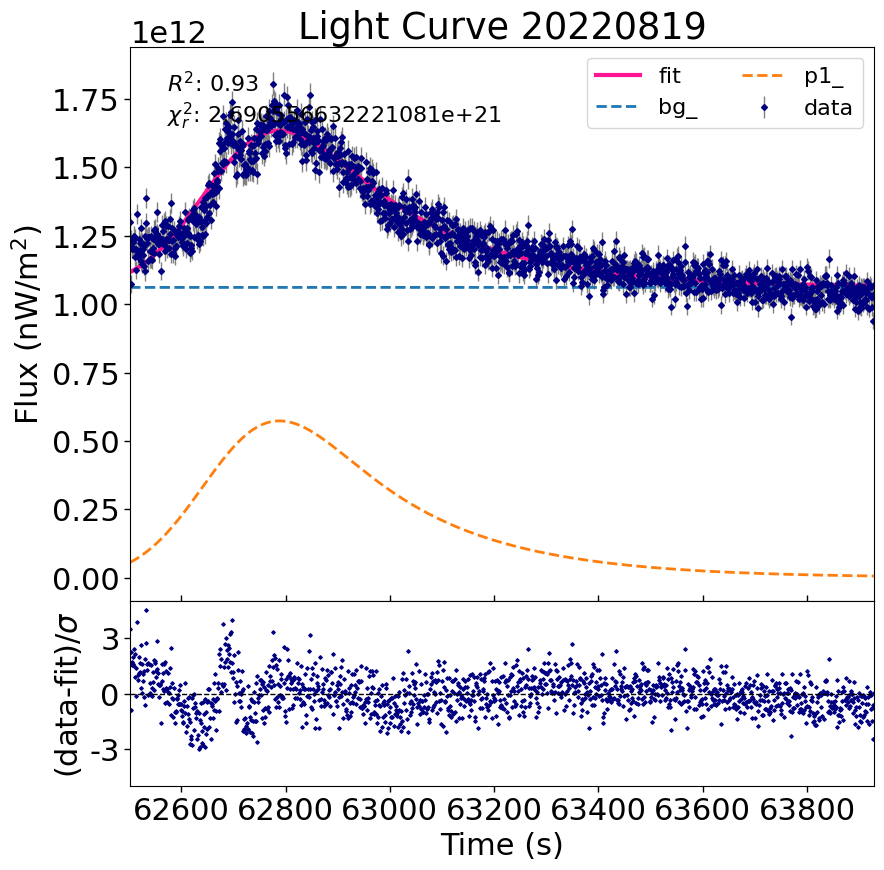 Light Curve 20220819
1e12
R²: 0.93
χ²ᵣ: 2.690556632221081e+21
fit
bg_
p1_
data
Flux (nW/m²)
1.75
1.50
1.25
1.00
0.75
0.50
0.25
0.00
(data-fit)/σ
3
0
-3
62600 62800 63000 63200 63400 63600 63800
Time (s)